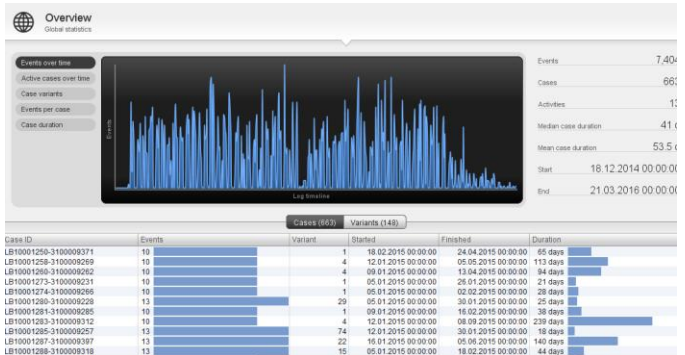 Overview
Global statistics
Events over time
Active cases over time
Case variants
Events per case
Case duration
Events
Log timeline
Events 7,404
Cases 663
Activities 13
Median case duration 41 d
Mean case duration 53.5 d
Start 18.12.2014 00:00:00
End 21.03.2016 00:00:00
Cases (663) Variants (148)
Case ID Events Variant Started Finished Duration
LB10001250-3100009371 10 1 18.02.2015 00:00:00 24.04.2015 00:00:00 65 days
LB10001258-3100009269 10 4 12.01.2015 00:00:00 05.05.2015 00:00:00 113 days
LB10001260-3100009262 10 4 09.01.2015 00:00:00 13.04.2015 00:00:00 94 days
LB10001273-3100009231 10 1 05.01.2015 00:00:00 26.01.2015 00:00:00 21 days
LB10001274-3100009266 10 1 05.01.2015 00:00:00 02.02.2015 00:00:00 28 days
LB10001280-3100009228 13 29 05.01.2015 00:00:00 30.01.2015 00:00:00 25 days
LB10001281-3100009285 10 1 09.01.2015 00:00:00 16.02.2015 00:00:00 38 days
LB10001283-3100009312 10 4 12.01.2015 00:00:00 08.09.2015 00:00:00 239 days
LB10001285-3100009257 13 74 12.01.2015 00:00:00 30.01.2015 00:00:00 18 days
LB10001287-3100009397 13 22 16.01.2015 00:00:00 05.06.2015 00:00:00 140 days
LB10001288-3100009318 13 15 05.01.2015 00:00:00 18.02.2015 00:00:00 44 days